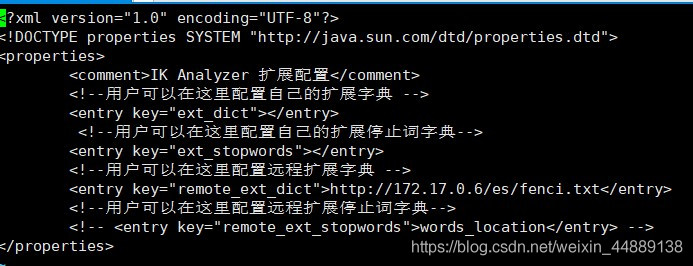 <?xml version="1.0" encoding="UTF-8"?>
<!DOCTYPE properties SYSTEM "http://java.sun.com/dtd/properties.dtd">
<properties>
        <comment>IK Analyzer 扩展配置</comment>
        <!--用户可以在这里配置自己的扩展字典 -->
        <entry key="ext_dict"></entry>
         <!--用户可以在这里配置自己的扩展停止词字典-->
        <entry key="ext_stopwords"></entry>
        <!--用户可以在这里配置远程扩展字典 -->
        <entry key="remote_ext_dict">http://172.17.0.6/es/fenci.txt</entry>
        <!--用户可以在这里配置远程扩展停止词字典-->
        <!-- <entry key="remote_ext_stopwords">words_location</entry> -->
</properties>
https://blog.csdn.net/weixin_44889138